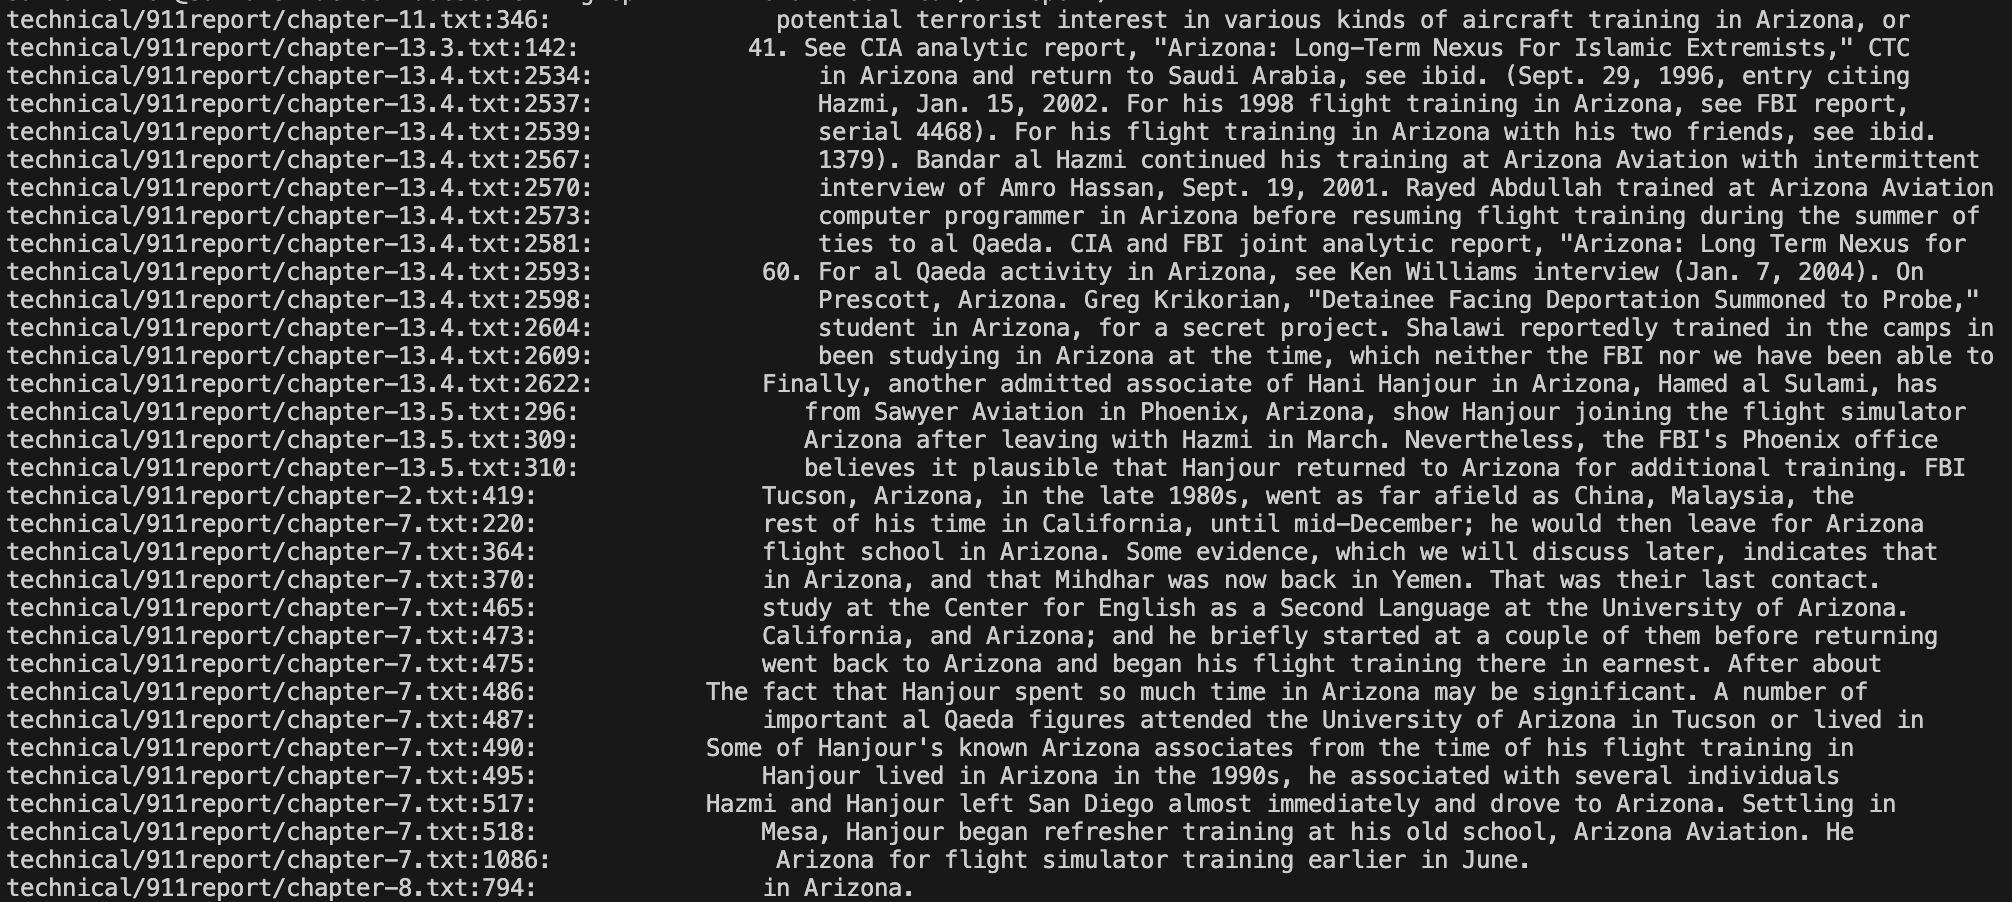 technical/911report/chapter-11.txt:346: potential terrorist interest in various kinds of aircraft training in Arizona, or
technical/911report/chapter-13.3.txt:142: 41. See CIA analytic report, "Arizona: Long-Term Nexus For Islamic Extremists," CTC
technical/911report/chapter-13.4.txt:2534: in Arizona and return to Saudi Arabia, see ibid. (Sept. 29, 1996, entry citing
technical/911report/chapter-13.4.txt:2537: Hazmi, Jan. 15, 2002. For his 1998 flight training in Arizona, see FBI report,
technical/911report/chapter-13.4.txt:2539: serial 4468). For his flight training in Arizona with his two friends, see ibid.
technical/911report/chapter-13.4.txt:2567: 1379). Bandar al Hazmi continued his training at Arizona Aviation with intermittent
technical/911report/chapter-13.4.txt:2570: interview of Amro Hassan, Sept. 19, 2001. Rayed Abdullah trained at Arizona Aviation
technical/911report/chapter-13.4.txt:2573: computer programmer in Arizona before resuming flight training during the summer of
technical/911report/chapter-13.4.txt:2581: ties to al Qaeda. CIA and FBI joint analytic report, "Arizona: Long Term Nexus for
technical/911report/chapter-13.4.txt:2593: 60. For al Qaeda activity in Arizona, see Ken Williams interview (Jan. 7, 2004). On
technical/911report/chapter-13.4.txt:2598: Prescott, Arizona. Greg Krikorian, "Detainee Facing Deportation Summoned to Probe,"
technical/911report/chapter-13.4.txt:2604: student in Arizona, for a secret project. Shalawi reportedly trained in the camps in
technical/911report/chapter-13.4.txt:2609: been studying in Arizona at the time, which neither the FBI nor we have been able to
technical/911report/chapter-13.4.txt:2622: Finally, another admitted associate of Hani Hanjour in Arizona, Hamed al Sulami, has
technical/911report/chapter-13.5.txt:296: from Sawyer Aviation in Phoenix, Arizona, show Hanjour joining the flight simulator
technical/911report/chapter-13.5.txt:309: Arizona after leaving with Hazmi in March. Nevertheless, the FBI's Phoenix office
technical/911report/chapter-13.5.txt:310: believes it plausible that Hanjour returned to Arizona for additional training. FBI
technical/911report/chapter-2.txt:419: Tucson, Arizona, in the late 1980s, went as far afield as China, Malaysia, the
technical/911report/chapter-7.txt:220: rest of his time in California, until mid-December; he would then leave for Arizona
technical/911report/chapter-7.txt:364: flight school in Arizona. Some evidence, which we will discuss later, indicates that
technical/911report/chapter-7.txt:370: in Arizona, and that Mihdhar was now back in Yemen. That was their last contact.
technical/911report/chapter-7.txt:465: study at the Center for English as a Second Language at the University of Arizona.
technical/911report/chapter-7.txt:473: California, and Arizona; and he briefly started at a couple of them before returning
technical/911report/chapter-7.txt:475: went back to Arizona and began his flight training there in earnest. After about
technical/911report/chapter-7.txt:486: The fact that Hanjour spent so much time in Arizona may be significant. A number of
technical/911report/chapter-7.txt:487: important al Qaeda figures attended the University of Arizona in Tucson or lived in
technical/911report/chapter-7.txt:490: Some of Hanjour's known Arizona associates from the time of his flight training in
technical/911report/chapter-7.txt:495: Hanjour lived in Arizona in the 1990s, he associated with several individuals
technical/911report/chapter-7.txt:517: Hazmi and Hanjour left San Diego almost immediately and drove to Arizona. Settling in
technical/911report/chapter-7.txt:518: Mesa, Hanjour began refresher training at his old school, Arizona Aviation. He
technical/911report/chapter-7.txt:1086: Arizona for flight simulator training earlier in June.
technical/911report/chapter-8.txt:794: in Arizona.